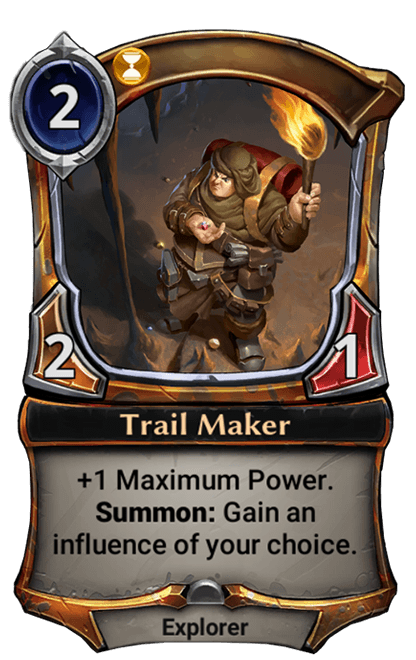 2
2
1
Trail Maker
+1 Maximum Power.
Summon: Gain an
influence of your choice.
Explorer